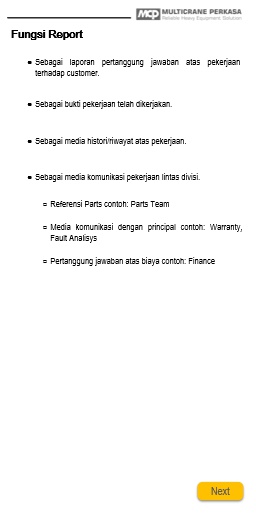 MCP MULTICRANE PERKASA
Reliable Heavy Equipment Solution
Fungsi Report
• Sebagai laporan pertanggung jawaban atas pekerjaan
terhadap customer.
• Sebagai bukti pekerjaan telah dikerjakan.
• Sebagai media histori/riwayat atas pekerjaan.
• Sebagai media komunikasi pekerjaan lintas divisi.
▫ Referensi Parts contoh: Parts Team
▫ Media komunikasi dengan principal contoh: Warranty,
Fault Analisys
▫ Pertanggung jawaban atas biaya contoh: Finance
Next